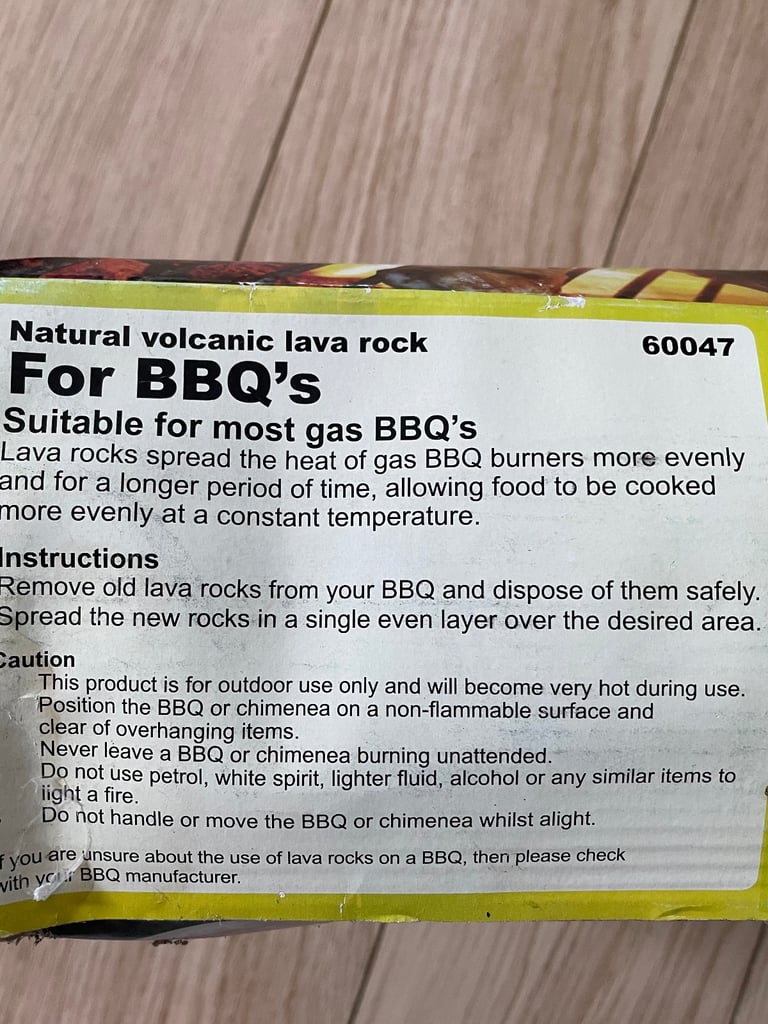 Natural volcanic lava rock 60047
For BBQ's
Suitable for most gas BBQ's
Lava rocks spread the heat of gas BBQ burners more evenly
and for a longer period of time, allowing food to be cooked
more evenly at a constant temperature.
Instructions
Remove old lava rocks from your BBQ and dispose of them safely.
Spread the new rocks in a single even layer over the desired area.
Caution
This product is for outdoor use only and will become very hot during use.
Position the BBQ or chimenea on a non-flammable surface and
clear of overhanging items.
Never leave a BBQ or chimenea burning unattended.
Do not use petrol, white spirit, lighter fluid, alcohol or any similar items to
light a fire.
Do not handle or move the BBQ or chimenea whilst alight.
f you are unsure about the use of lava rocks on a BBQ, then please check
with your BBQ manufacturer.